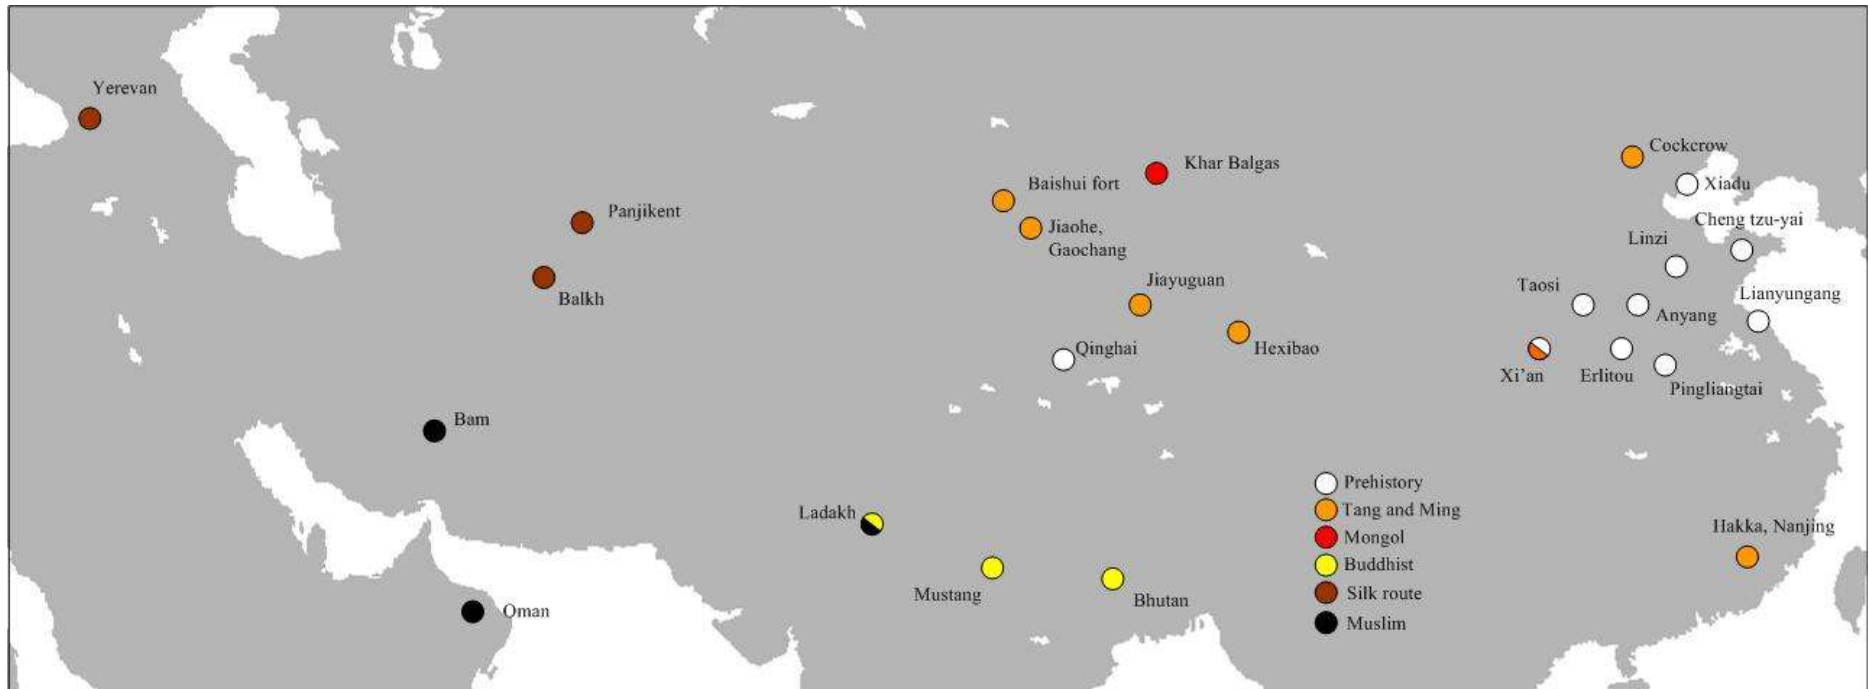 Yerevan
Cockcrow
Khar Balgas
Baishui fort
Xiadu
Panjikent
Cheng tzu-yai
Jiaohe,
Gaochang
Linzi
Jiayuguan
Taosi
Lianyungang
Balkh
Anyang
Qinghai
Hexibao
Xi’an
Erlitou
Pingliangtai
Bam
Prehistory
Ladakh
Tang and Ming
Hakka, Nanjing
Mongol
Buddhist
Mustang
Silk route
Bhutan
Oman
Muslim